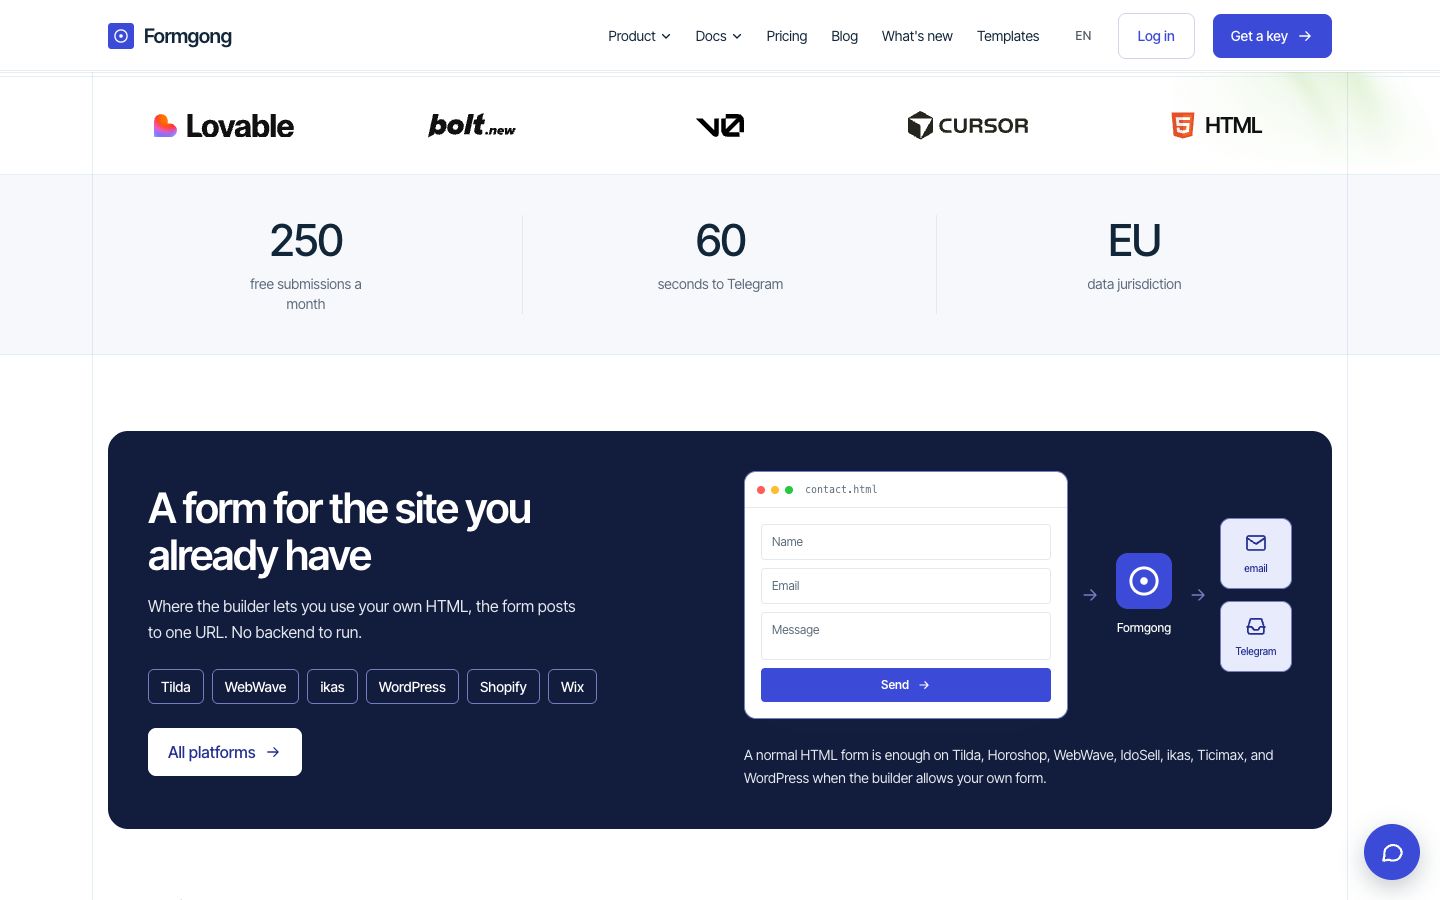 Formgong
Product
Docs
Pricing
Blog
What's new
Templates
EN
Log in
Get a key
Lovable
bolt.new
v0
CURSOR
HTML
250
free submissions a
month
60
seconds to Telegram
EU
data jurisdiction
A form for the site you
already have
Where the builder lets you use your own HTML, the form posts
to one URL. No backend to run.
Tilda
WebWave
ikas
WordPress
Shopify
Wix
All platforms
contact.html
Name
Email
Message
Send
Formgong
email
Telegram
A normal HTML form is enough on Tilda, Horoshop, WebWave, IdoSell, ikas, Ticimax, and
WordPress when the builder allows your own form.